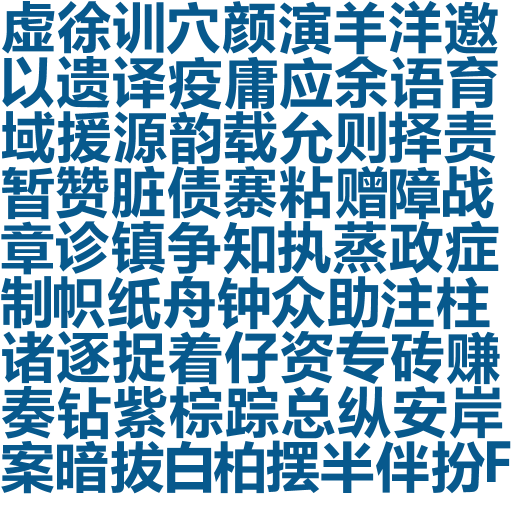 虚徐训穴颜演羊洋邀
以遗译疫庸应余语育
域援源韵载允则择责
暂赞脏债寨粘赠障战
章诊镇争知执蒸政症
制帜纸舟钟众助注柱
诸逐捉着仔资专砖赚
奏钻紫棕踪总纵安岸
案暗拔白柏摆半伴扮F